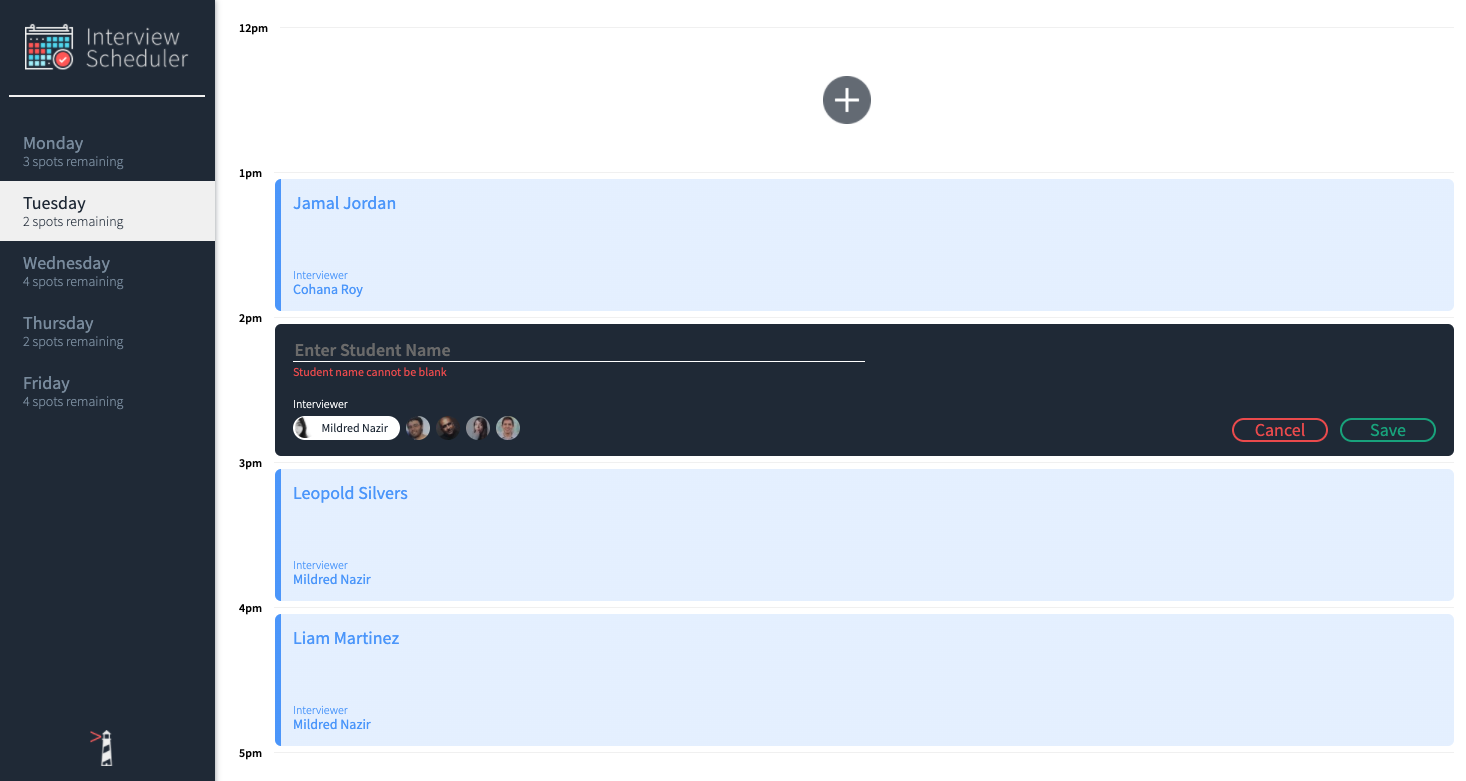 Interview
Scheduler
Monday
3 spots remaining
Tuesday
2 spots remaining
Wednesday
4 spots remaining
Thursday
2 spots remaining
Friday
4 spots remaining
12pm
1pm
Jamal Jordan
Interviewer
Cohana Roy
2pm
Enter Student Name
Student name cannot be blank
Interviewer
Mildred Nazir
Cancel Save
3pm
Leopold Silvers
Interviewer
Mildred Nazir
4pm
Liam Martinez
Interviewer
Mildred Nazir
5pm